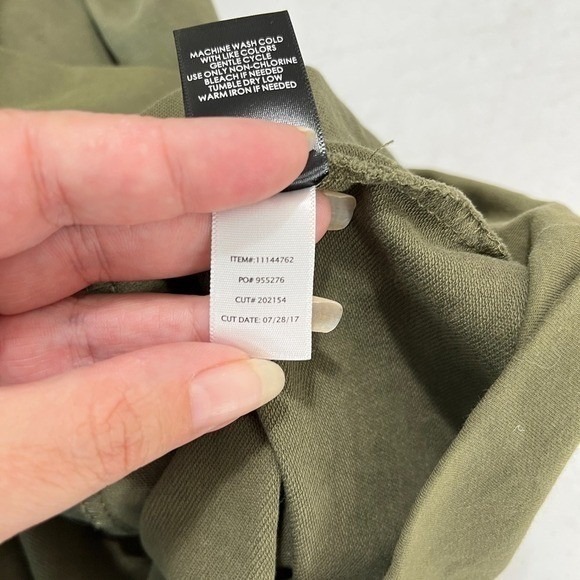 MACHINE WASH COLD
WITH LIKE COLORS
GENTLE CYCLE
USE ONLY NON-CHLORINE
BLEACH IF NEEDED
TUMBLE DRY LOW
WARM IRON IF NEEDED
ITEM#:11144762
PO# 955276
CUT# 202154
CUT DATE: 07/28/17